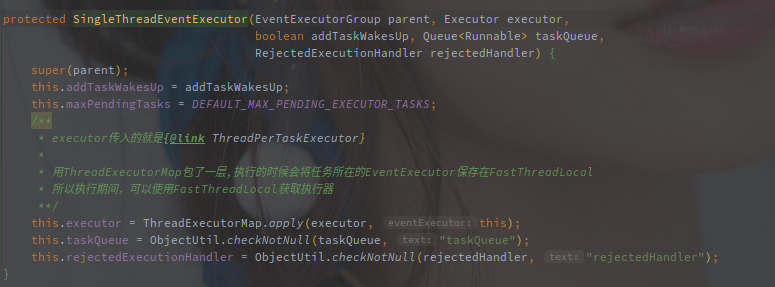 protected SingleThreadEventExecutor(EventExecutorGroup parent, Executor executor,
boolean addTaskWakesUp, Queue<Runnable> taskQueue,
RejectedExecutionHandler rejectedHandler) {
super(parent);
this.addTaskWakesUp = addTaskWakesUp;
this.maxPendingTasks = DEFAULT_MAX_PENDING_EXECUTOR_TASKS;
/**
* executor传入的就是{@link ThreadPerTaskExecutor}
*
* 用ThreadExecutorMap包了一层,执行的时候会将任务所在的EventExecutor保存在FastThreadLocal
* 所以执行期间，可以使用FastThreadLocal获取执行器
**/
this.executor = ThreadExecutorMap.apply(executor, eventExecutor: this);
this.taskQueue = ObjectUtil.checkNotNull(taskQueue, text: "taskQueue");
this.rejectedExecutionHandler = ObjectUtil.checkNotNull(rejectedHandler, text: "rejectedHandler");
}